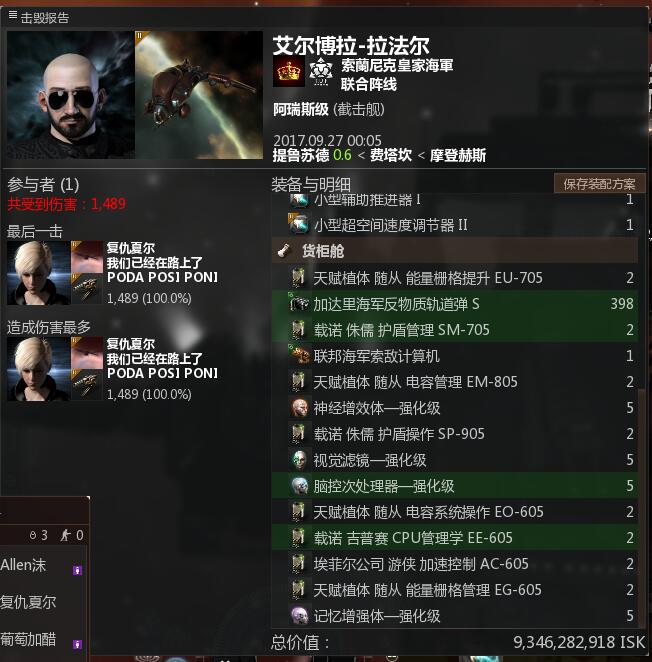 击毁报告
艾尔博拉-拉法尔
索蘭尼克皇家海軍
联合阵线
阿瑞斯级 (截击舰)
2017.09.27 00:05
提鲁苏德 0.6 < 费塔坎 < 摩登赫斯
参与者 (1)
共受到伤害：1,489
最后一击
复仇夏尔
我们已经在路上了
PODA POSI PONI
1,489 (100.0%)
造成伤害最多
复仇夏尔
我们已经在路上了
PODA POSI PONI
1,489 (100.0%)
装备与明细
保存装配方案
小型辅助推进器 I 1
小型超空间速度调节器 II 1
货柜舱
天赋植体 随从 能量栅格提升 EU-705 2
加达里海军反物质轨道弹 S 398
载诺 侏儒 护盾管理 SM-705 2
联邦海军索敌计算机 1
天赋植体 随从 电容管理 EM-805 2
神经增效体—强化级 5
载诺 侏儒 护盾操作 SP-905 2
视觉滤镜—强化级 5
脑控次处理器—强化级 5
天赋植体 随从 电容系统操作 EO-605 2
载诺 吉普赛 CPU管理学 EE-605 2
埃菲尔公司 游侠 加速控制 AC-605 2
天赋植体 随从 能量栅格管理 EG-605 2
记忆增强体—强化级 5
总价值： 9,346,282,918 ISK
3 0
Allen沫
复仇夏尔
葡萄加醋